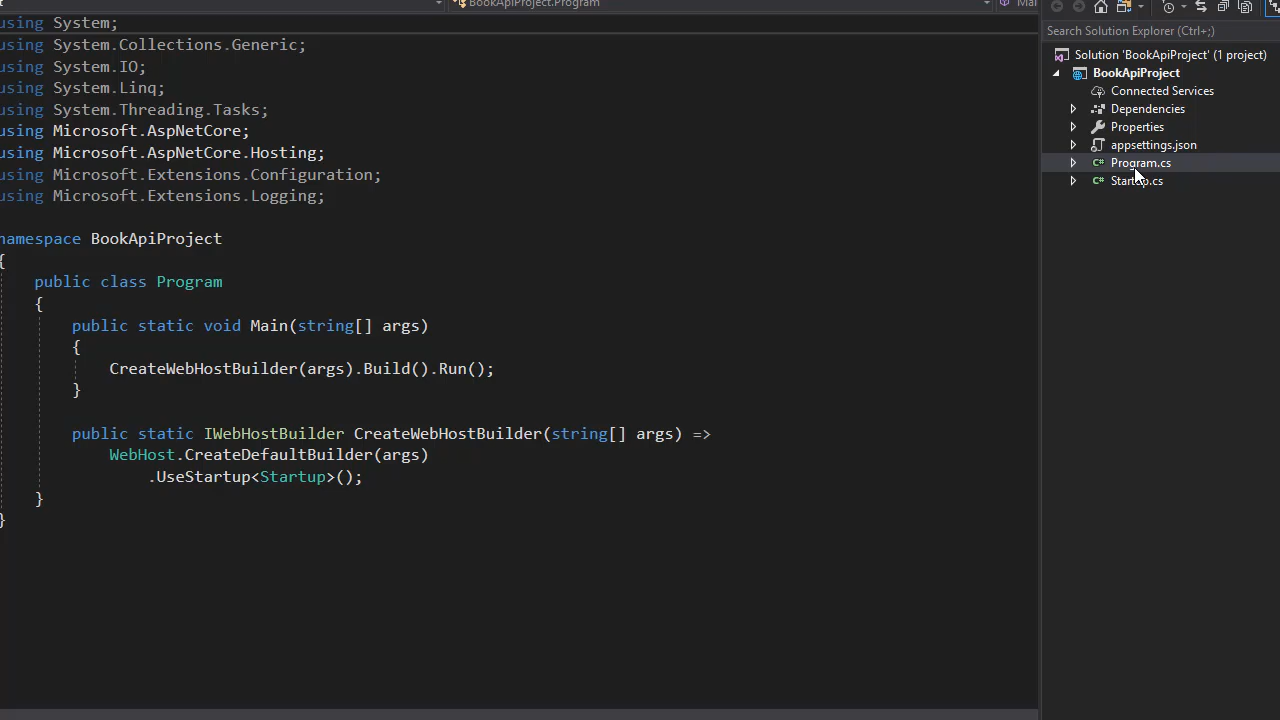 BookApiProject.Program
using System;
using System.Collections.Generic;
using System.IO;
using System.Linq;
using System.Threading.Tasks;
using Microsoft.AspNetCore;
using Microsoft.AspNetCore.Hosting;
using Microsoft.Extensions.Configuration;
using Microsoft.Extensions.Logging;
namespace BookApiProject
{
public class Program
{
public static void Main(string[] args)
{
CreateWebHostBuilder(args).Build().Run();
}
public static IWebHostBuilder CreateWebHostBuilder(string[] args) =>
WebHost.CreateDefaultBuilder(args)
.UseStartup<Startup>();
}
}
Search Solution Explorer (Ctrl+;)
Solution 'BookApiProject' (1 project)
BookApiProject
Connected Services
Dependencies
Properties
appsettings.json
C# Program.cs
C# Startup.cs